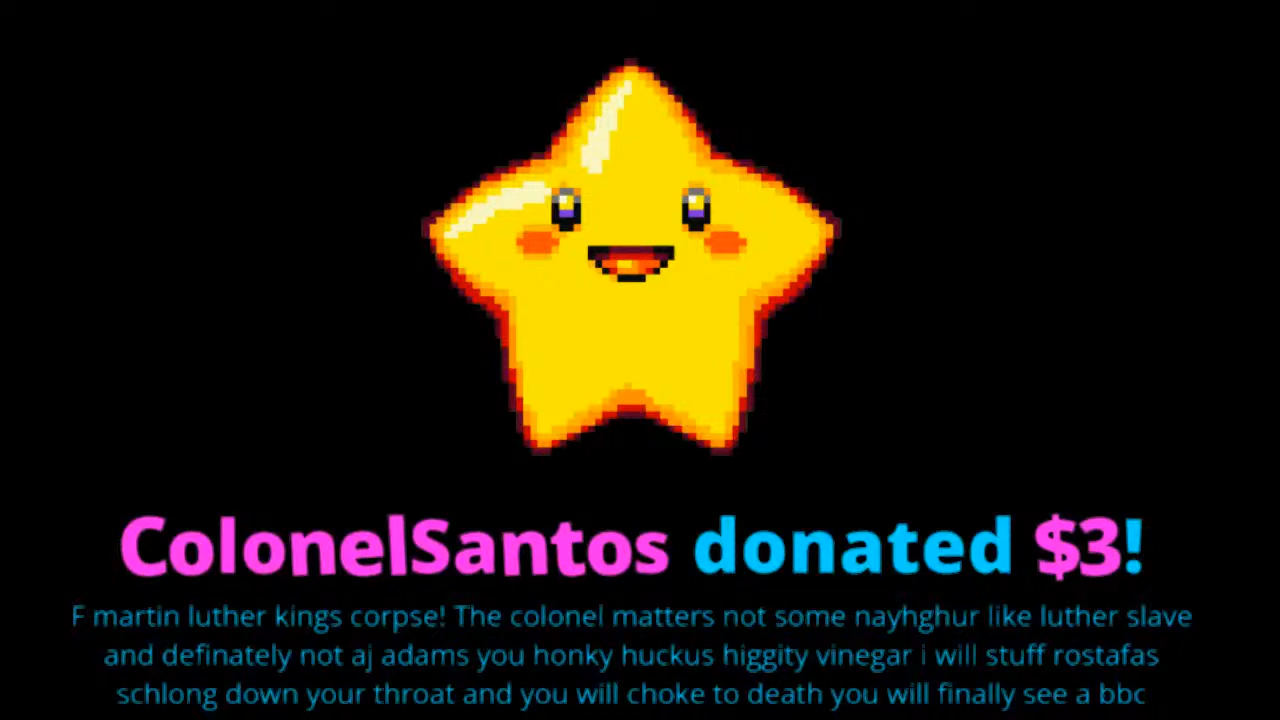 ColonelSantos donated $3!
F martin luther kings corpse! The colonel matters not some nayhghur like luther slave
and definately not aj adams you honky huckus higgity vinegar i will stuff rostafas
schlong down your throat and you will choke to death you will finally see a bbc